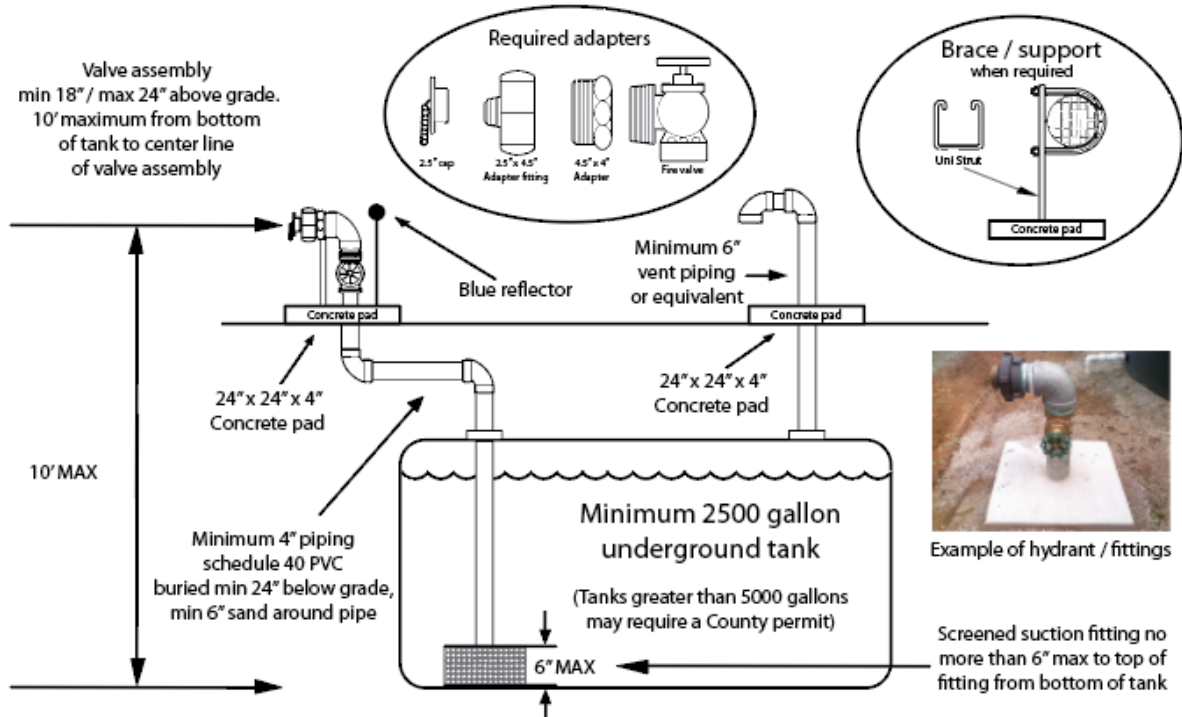 Valve assembly
min 18" / max 24" above grade.
10' maximum from bottom
of tank to center line
of valve assembly
Required adapters
2.5" cap
2.5" x 4.5"
Adapter fitting
4.5" x 4"
Adapter
Fire valve
Brace / support
when required
Uni Strut
Concrete pad
Blue reflector
Minimum 6"
vent piping
or equivalent
Concrete pad
Concrete pad
24" x 24" x 4"
Concrete pad
24" x 24" x 4"
Concrete pad
10' MAX
Minimum 4" piping
schedule 40 PVC
buried min 24" below grade,
min 6" sand around pipe
Minimum 2500 gallon
underground tank
(Tanks greater than 5000 gallons
may require a County permit)
6" MAX
Example of hydrant / fittings
Screened suction fitting no
more than 6" max to top of
fitting from bottom of tank